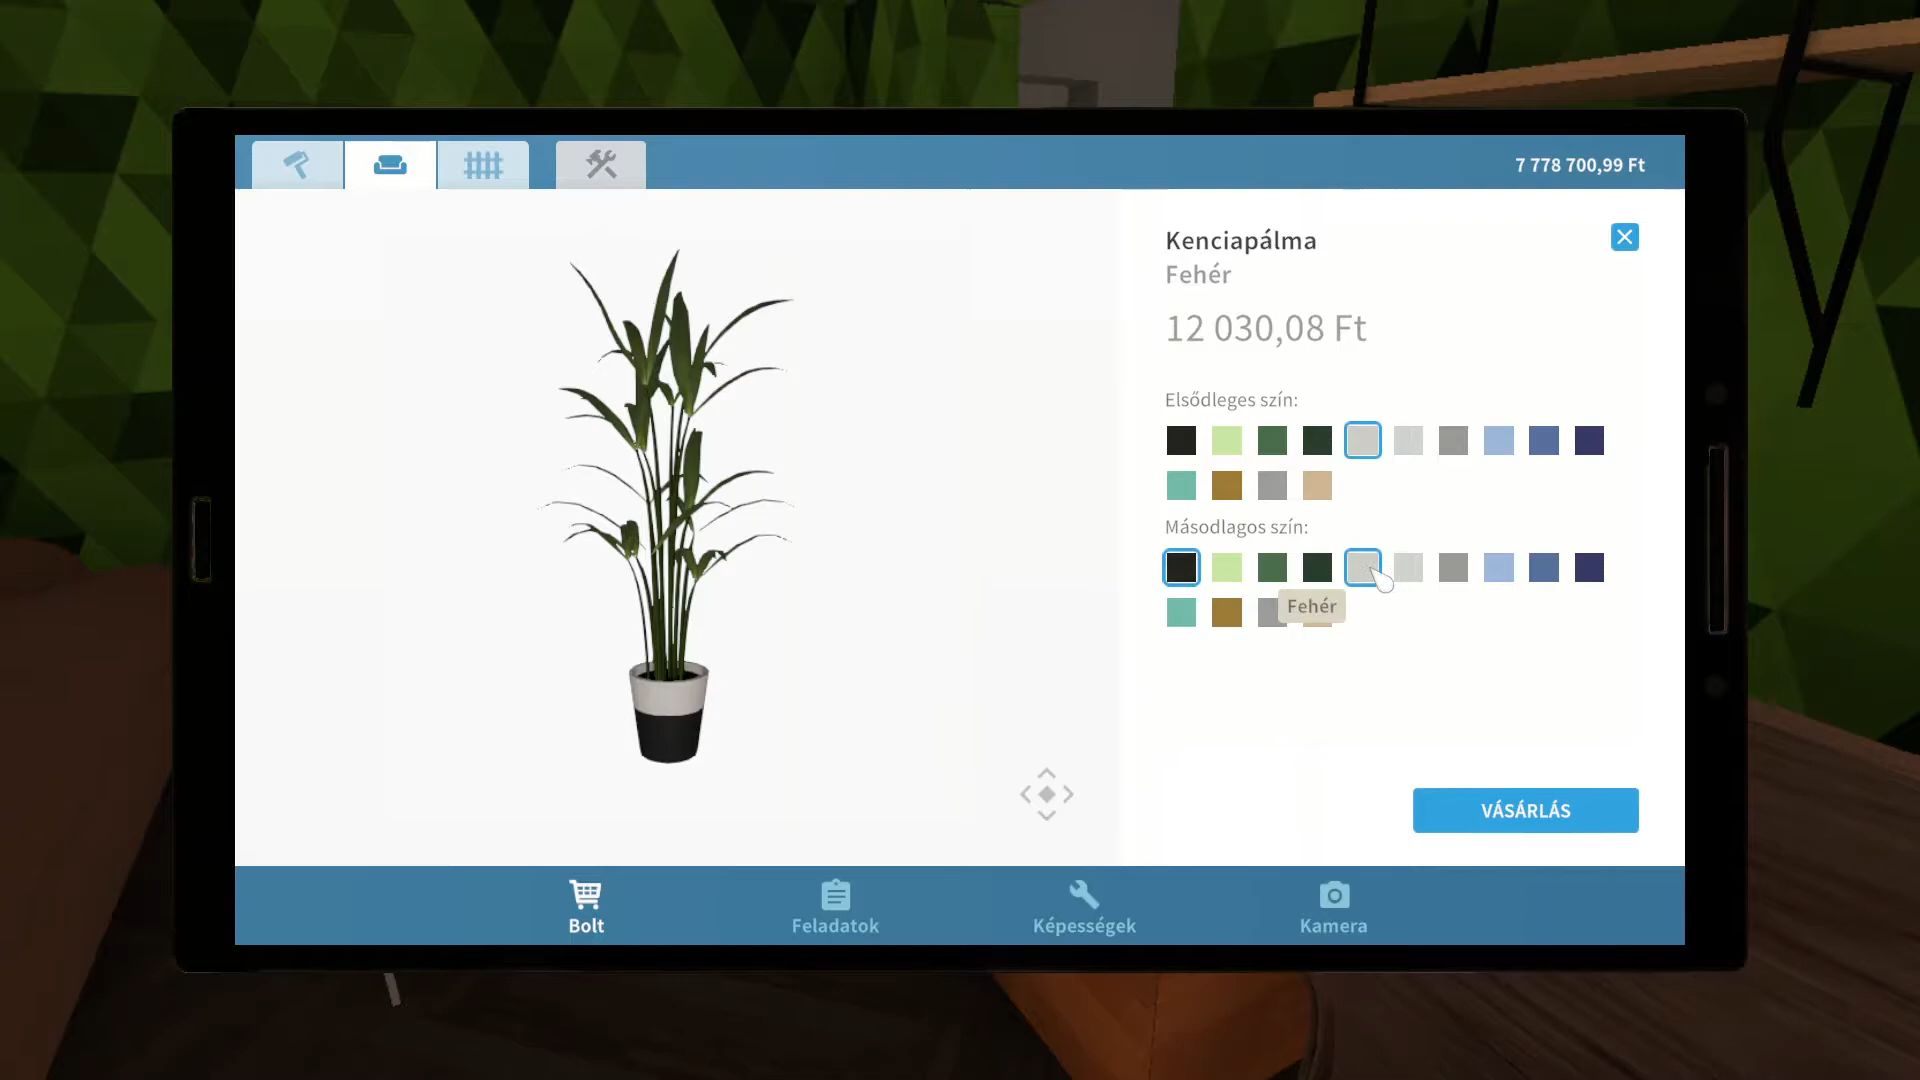 7 778 700,99 Ft
Kenciapálma
Fehér
12 030,08 Ft
Elsődleges szín:
Másodlagos szín:
Fehér
VÁSÁRLÁS
Bolt
Feladatok
Képességek
Kamera